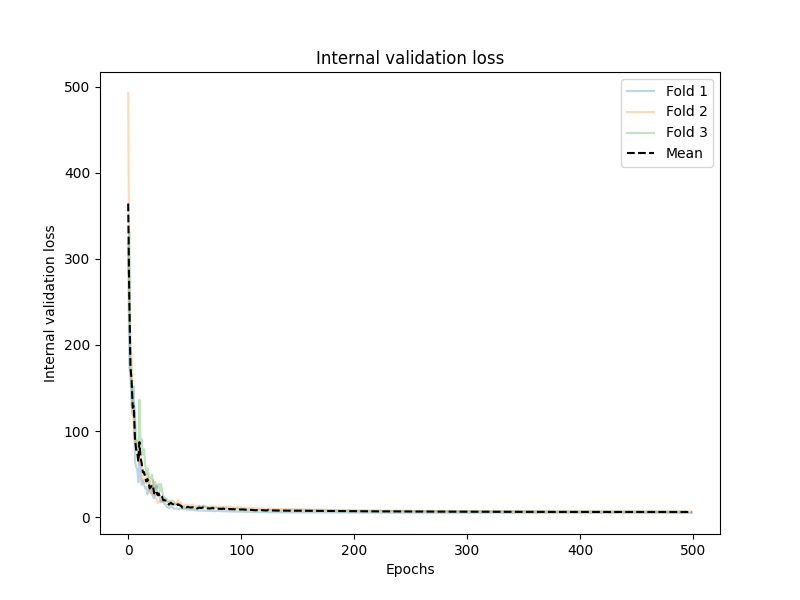 Internal validation loss
Fold 1
Fold 2
Fold 3
Mean
Internal validation loss
500
400
300
200
100
0
0 100 200 300 400 500
Epochs